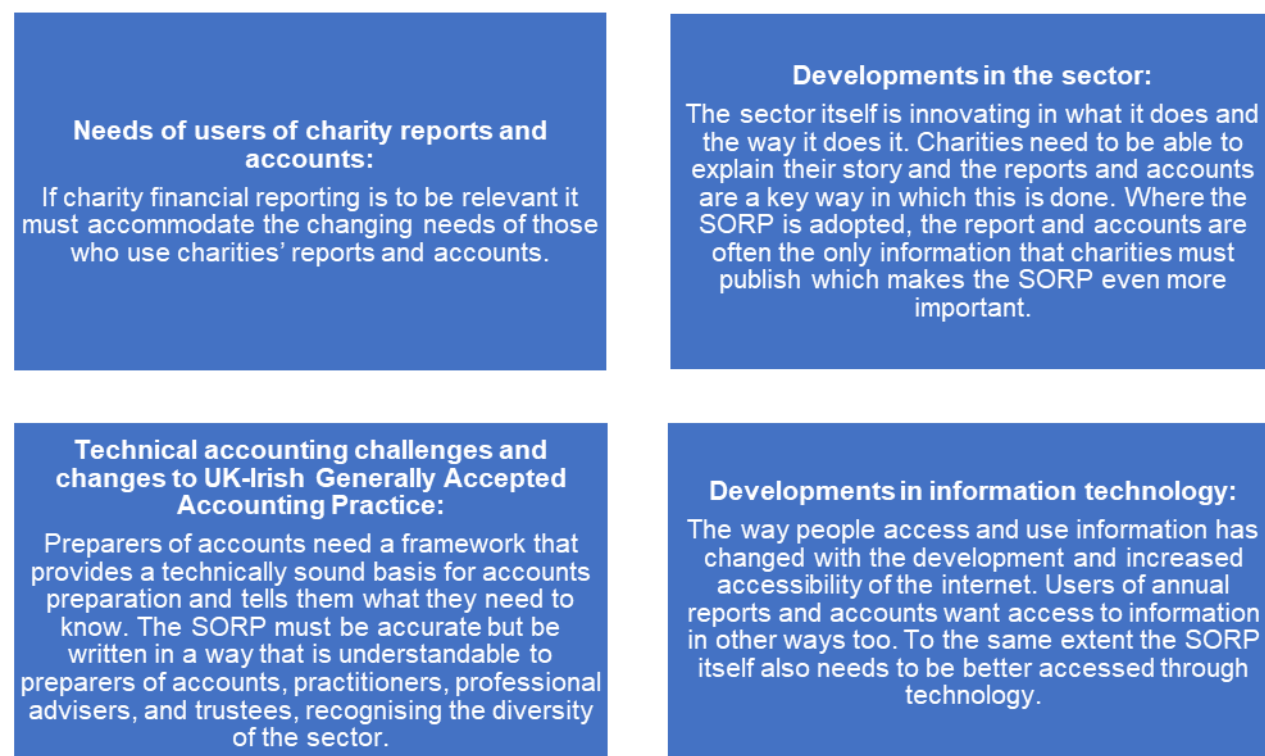 Needs of users of charity reports and
accounts:
If charity financial reporting is to be relevant it
must accommodate the changing needs of those
who use charities’ reports and accounts.
Developments in the sector:
The sector itself is innovating in what it does and
the way it does it. Charities need to be able to
explain their story and the reports and accounts
are a key way in which this is done. Where the
SORP is adopted, the report and accounts are
often the only information that charities must
publish which makes the SORP even more
important.
Technical accounting challenges and
changes to UK-Irish Generally Accepted
Accounting Practice:
Preparers of accounts need a framework that
provides a technically sound basis for accounts
preparation and tells them what they need to
know. The SORP must be accurate but be
written in a way that is understandable to
preparers of accounts, practitioners, professional
advisers, and trustees, recognising the diversity
of the sector.
Developments in information technology:
The way people access and use information has
changed with the development and increased
accessibility of the internet. Users of annual
reports and accounts want access to information
in other ways too. To the same extent the SORP
itself also needs to be better accessed through
technology.